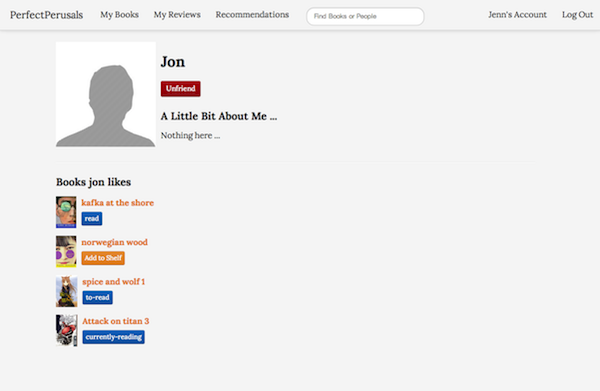 PerfectPerusals My Books My Reviews Recommendations Find Books or People Jenn's Account Log Out
Jon
Unfriend
A Little Bit About Me ...
Nothing here ...
Books jon likes
kafka at the shore
read
norwegian wood
Add to Shelf
spice and wolf 1
to-read
Attack on titan 3
currently-reading